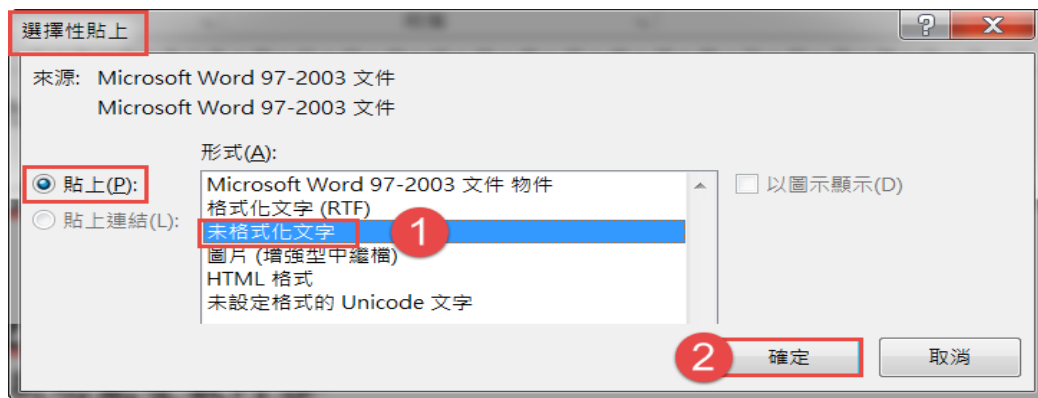 選擇性貼上
來源: Microsoft Word 97-2003 文件
Microsoft Word 97-2003 文件
形式(A):
貼上(P):
貼上連結(L):
Microsoft Word 97-2003 文件 物件
格式化文字 (RTF)
未格式化文字
1
圖片 (增強型中繼檔)
HTML 格式
未設定格式的 Unicode 文字
以圖示顯示(D)
2
確定
取消